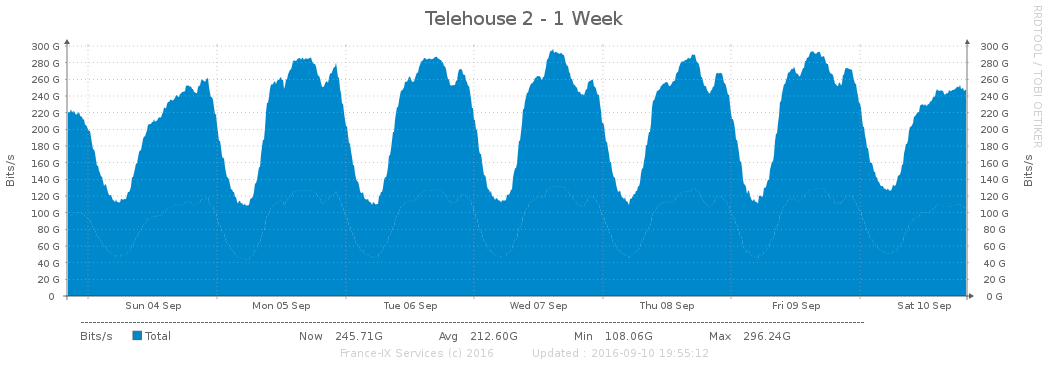 Telehouse 2 - 1 Week
RRDTOOL / TOBI OETIKER
Bits/s
Bits/s
300 G 300 G
280 G 280 G
260 G 260 G
240 G 240 G
220 G 220 G
200 G 200 G
180 G 180 G
160 G 160 G
140 G 140 G
120 G 120 G
100 G 100 G
80 G 80 G
60 G 60 G
40 G 40 G
20 G 20 G
0 0 G
Sun 04 Sep Mon 05 Sep Tue 06 Sep Wed 07 Sep Thu 08 Sep Fri 09 Sep Sat 10 Sep
Bits/s Total Now 245.71G Avg 212.60G Min 108.06G Max 296.24G
France-IX Services (c) 2016 Updated : 2016-09-10 19:55:12